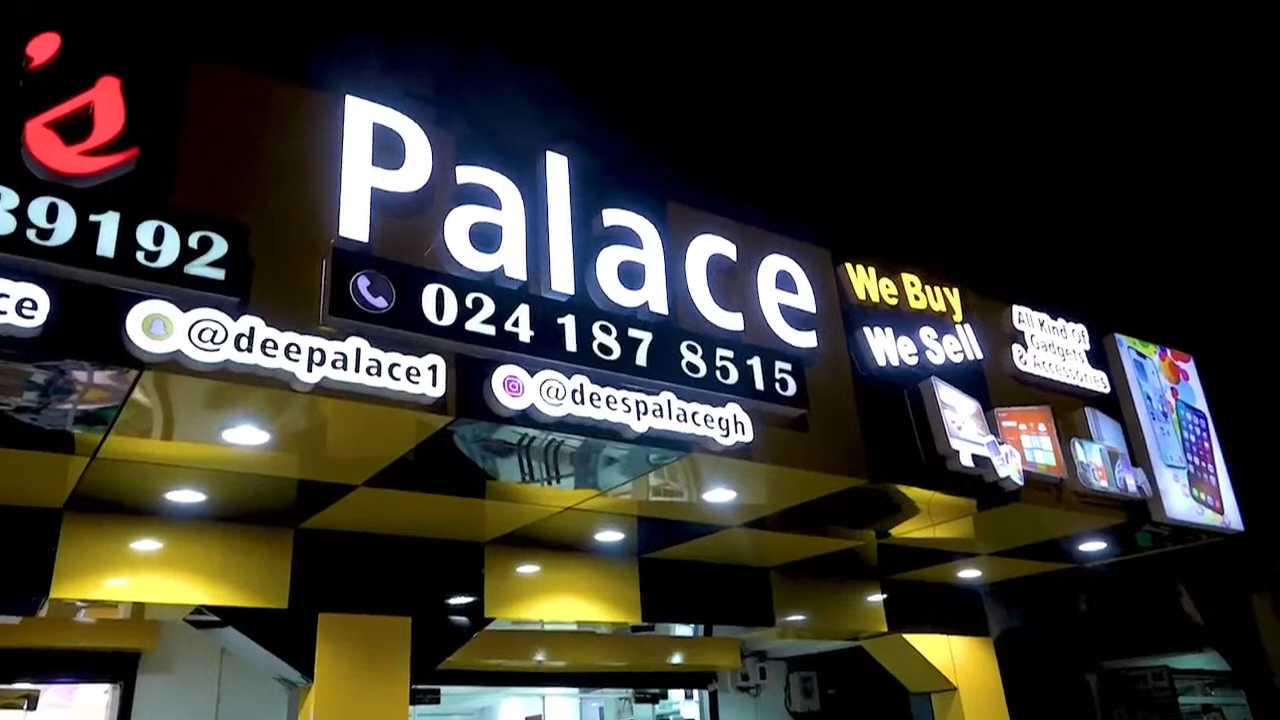 's
Palace
39192
024 187 8515
ce
@deepalace1
@deespalacegh
We Buy
We Sell
All Kind Of
Gadgets
& Accessories